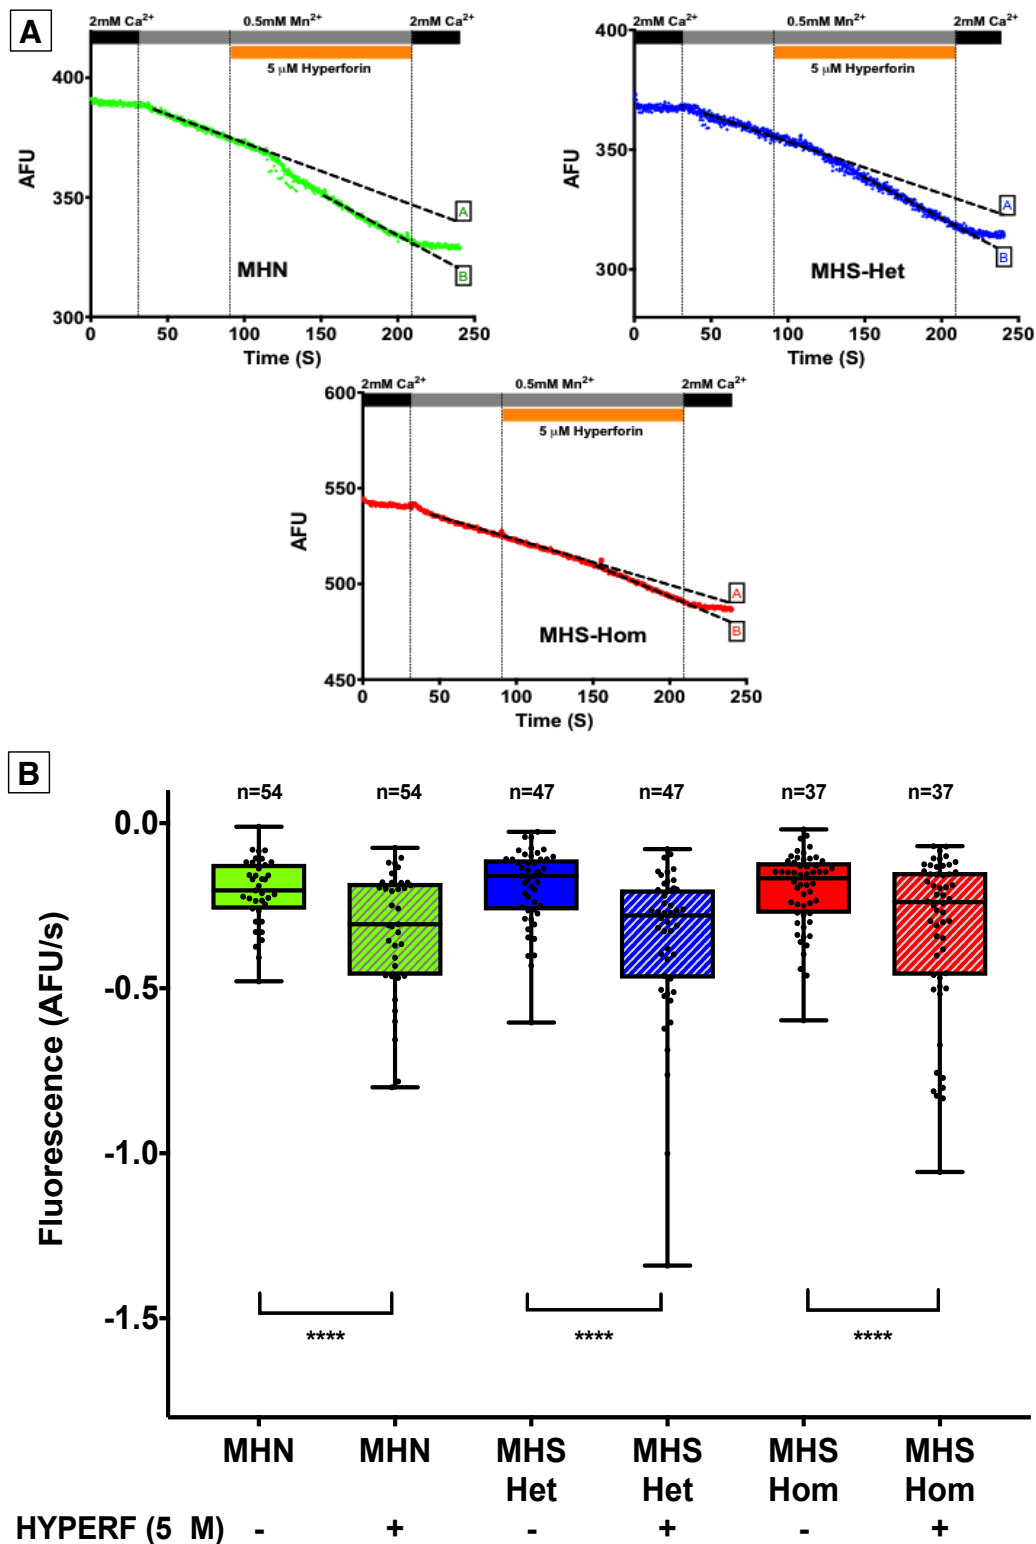 A
2mM Ca²⁺ 0.5mM Mn²⁺ 2mM Ca²⁺
5 μM Hyperforin
400
350
300
AFU
A
B
MHN
0 50 100 150 200 250
Time (S)
2mM Ca²⁺ 0.5mM Mn²⁺ 2mM Ca²⁺
5 μM Hyperforin
400
350
300
AFU
A
B
MHS-Het
0 50 100 150 200 250
Time (S)
2mM Ca²⁺ 0.5mM Mn²⁺ 2mM Ca²⁺
5 μM Hyperforin
600
550
500
450
AFU
A
B
MHS-Hom
0 50 100 150 200 250
Time (S)
B
n=54 n=54 n=47 n=47 n=37 n=37
0.0
-0.5
-1.0
-1.5
Fluorescence (AFU/s)
**** **** ****
MHN MHN MHS MHS MHS MHS
Het Het Hom Hom
HYPERF (5 M) - + - + - +